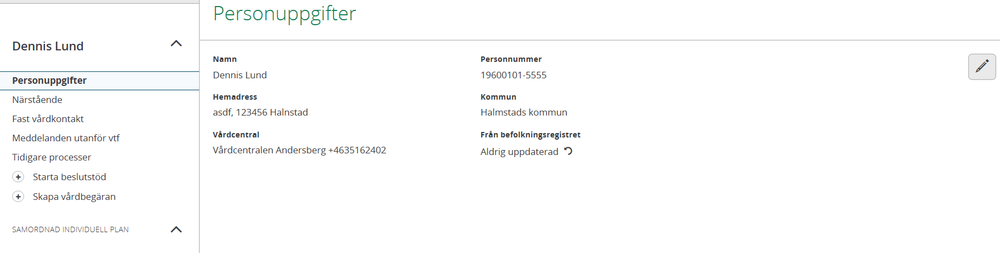 Personuppgifter
Dennis Lund
Personuppgifter
Närstående
Fast vårdkontakt
Meddelanden utanför vtf
Tidigare processer
Starta beslutstöd
Skapa vårdbegäran
SAMORDNAD INDIVIDUELL PLAN
Namn
Dennis Lund
Personnummer
19600101-5555
Hemadress
asdf, 123456 Halnstad
Kommun
Halmstads kommun
Vårdcentral
Vårdcentralen Andersberg +4635162402
Från befolkningsregistret
Aldrig uppdaterad